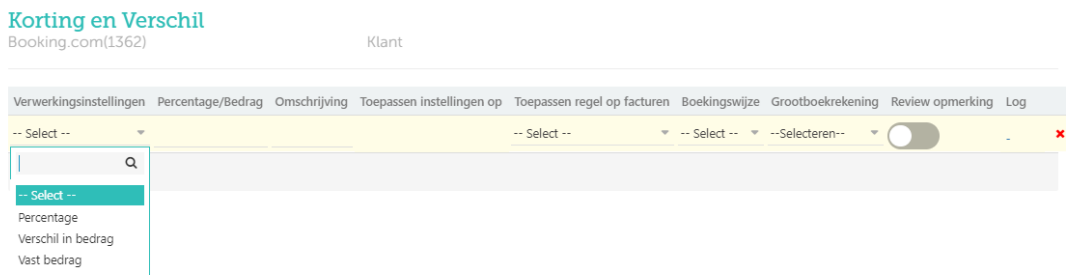 Korting en Verschil
Booking.com(1362) Klant
Verwerkingsinstellingen Percentage/Bedrag Omschrijving Toepassen instellingen op Toepassen regel op facturen Boekingswijze Grootboekrekening Review opmerking Log
-- Select -- -- Select -- -- Select -- --Selecteren-- -
-- Select --
Percentage
Verschil in bedrag
Vast bedrag